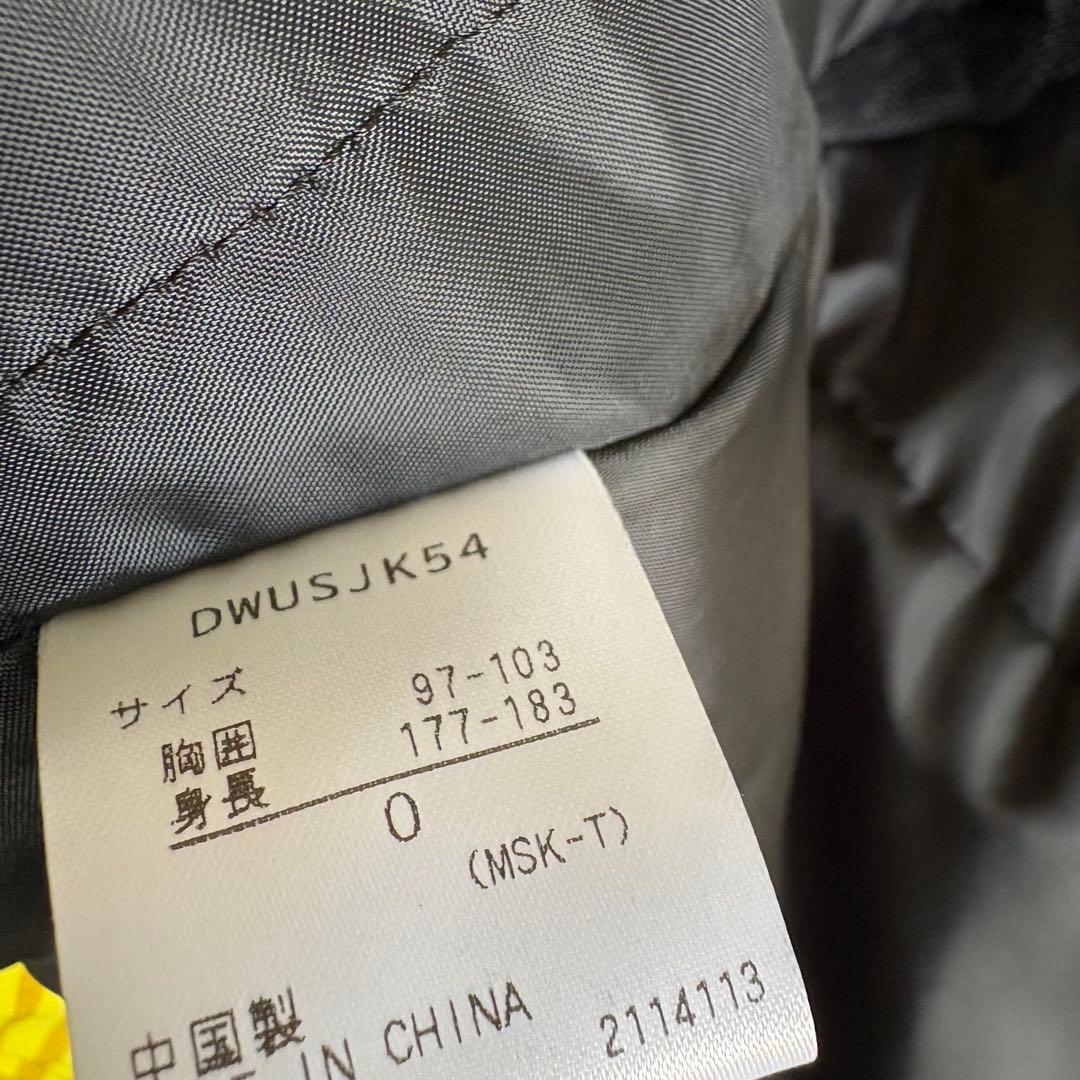 DWUSJK54
サイズ
胸囲 97-103
身長 177-183
O
(MSK-T)
中国製
IN CHINA 2114113